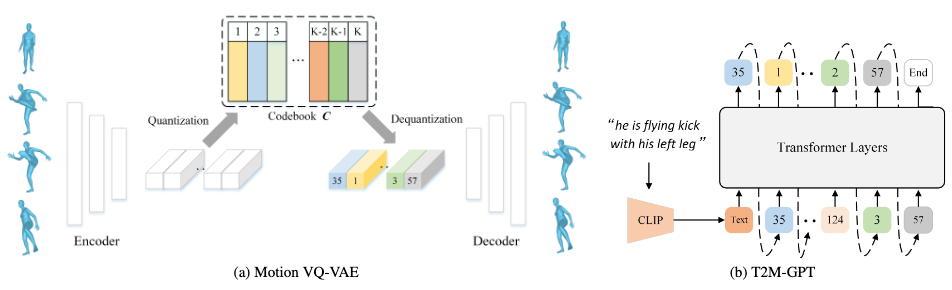 1 2 3 K-2 K-1 K
...
Codebook C
Quantization
Dequantization
..
..
35 1 3 57
Encoder
Decoder
(a) Motion VQ-VAE
35 1 .. 2 57 End
“he is flying kick
with his left leg”
Transformer Layers
CLIP
Text 35 .. 124 3 57
(b) T2M-GPT